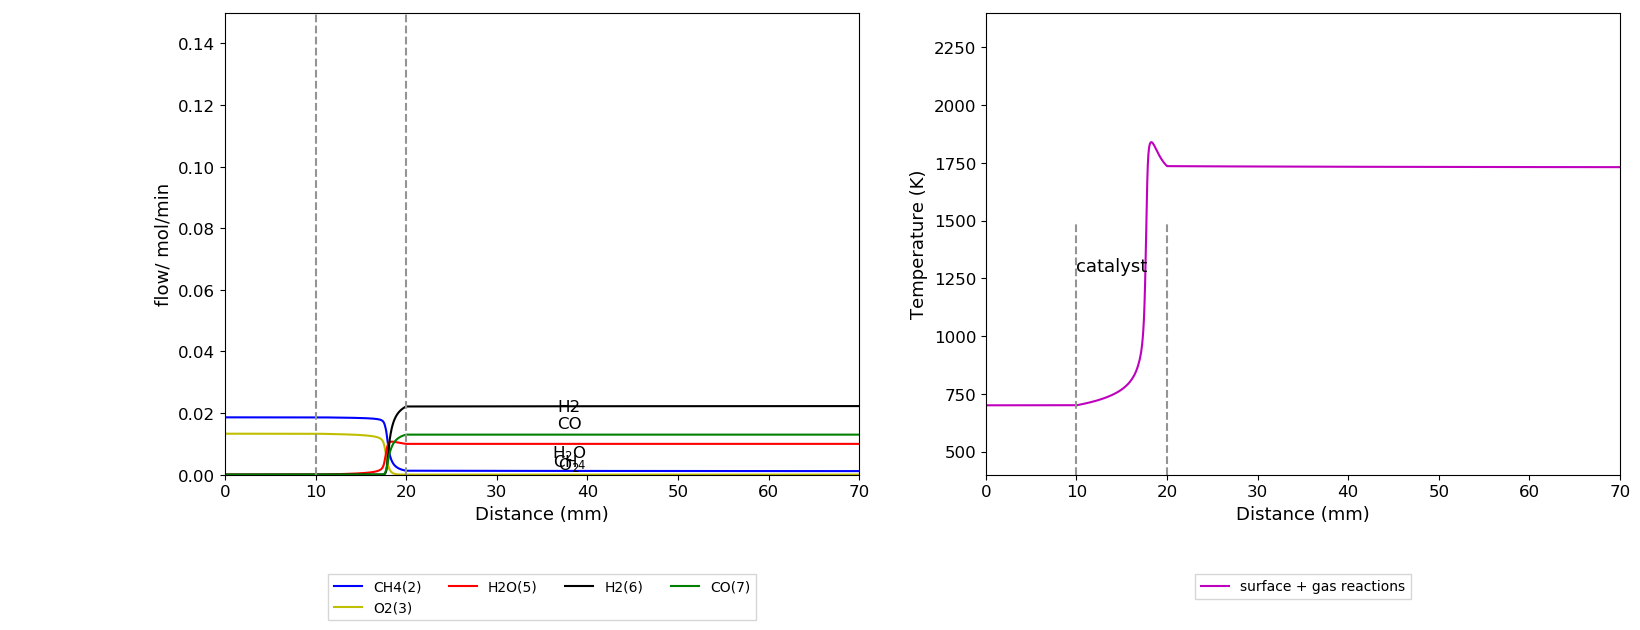 flow/ mol/min
0.14
0.12
0.10
0.08
0.06
0.04
0.02
0.00
H2
CO
H₂O
CH₄
O₂
0 10 20 30 40 50 60 70
Distance (mm)
CH4(2) H2O(5) H2(6) CO(7)
O2(3)
Temperature (K)
2250
2000
1750
1500
1250
1000
750
500
catalyst
0 10 20 30 40 50 60 70
Distance (mm)
surface + gas reactions